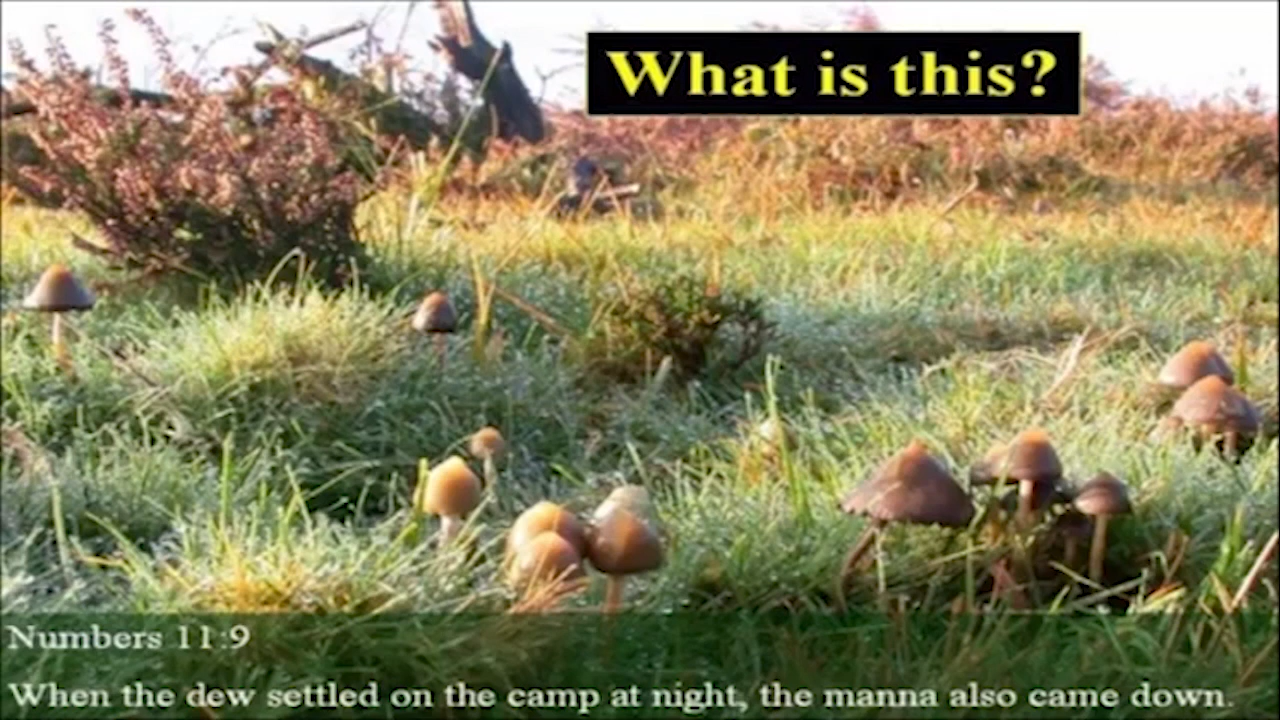 What is this?
Numbers 11:9
When the dew settled on the camp at night, the manna also came down.